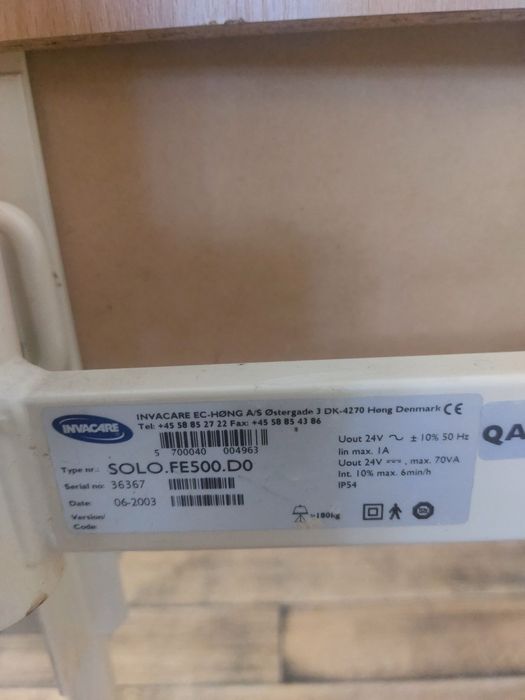 INVACARE
INVACARE EC-HØNG A/S Østergade 3 DK-4270 Høng Denmark CE
Tel: +45 58 85 27 22 Fax: +45 58 85 43 86
5 700040 004963
Type nr.: SOLO.FE500.D0
Serial no: 36367
Date: 06-2003
Version/
Code:
Uout 24V ~ ± 10% 50 Hz
Iin max. 1A
Uout 24V ⎓, max. 70VA
Int. 10% max. 6min/h
IP54
=180kg
QA